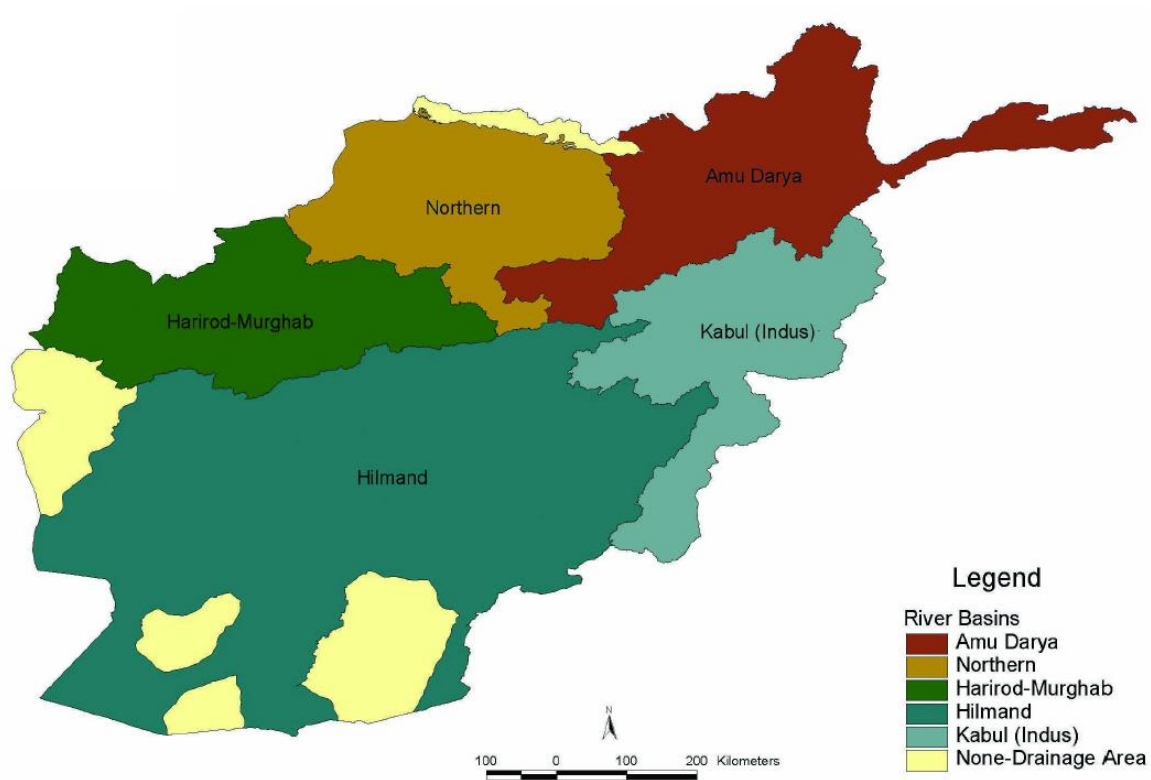 Amu Darya
Northern
Harirod-Murghab
Kabul (Indus)
Hilmand
Legend
River Basins
Amu Darya
Northern
Harirod-Murghab
Hilmand
Kabul (Indus)
None-Drainage Area
N
100 0 100 200 Kilometers